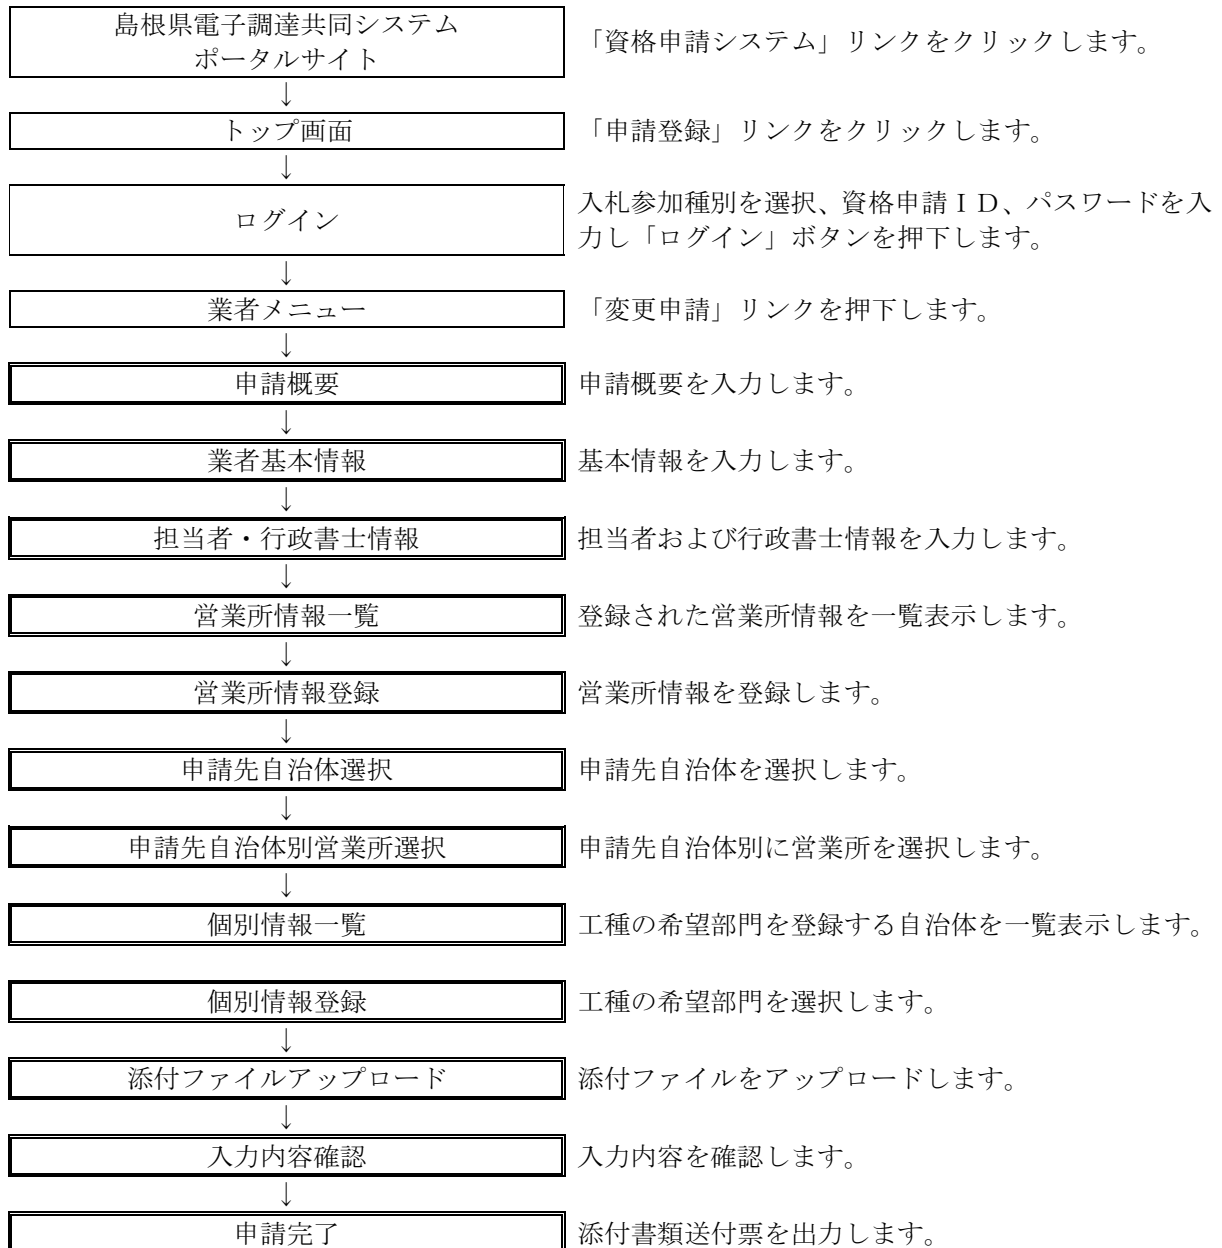 島根県電子調達共同システム
ポータルサイト
「資格申請システム」リンクをクリックします。
↓
トップ画面
「申請登録」リンクをクリックします。
↓
ログイン
入札参加種別を選択、資格申請ＩＤ、パスワードを入
力し「ログイン」ボタンを押下します。
↓
業者メニュー
「変更申請」リンクを押下します。
↓
申請概要
申請概要を入力します。
↓
業者基本情報
基本情報を入力します。
↓
担当者・行政書士情報
担当者および行政書士情報を入力します。
↓
営業所情報一覧
登録された営業所情報を一覧表示します。
↓
営業所情報登録
営業所情報を登録します。
↓
申請先自治体選択
申請先自治体を選択します。
↓
申請先自治体別営業所選択
申請先自治体別に営業所を選択します。
↓
個別情報一覧
工種の希望部門を登録する自治体を一覧表示します。
個別情報登録
工種の希望部門を選択します。
↓
添付ファイルアップロード
添付ファイルをアップロードします。
↓
入力内容確認
入力内容を確認します。
↓
申請完了
添付書類送付票を出力します。